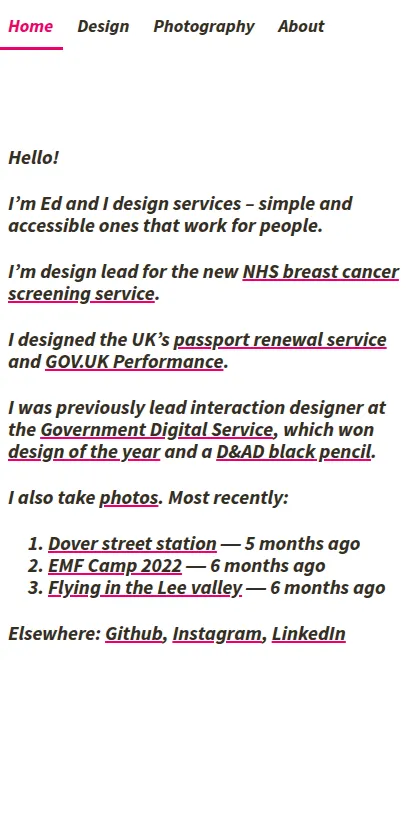 Home Design Photography About
Hello!
I’m Ed and I design services – simple and
accessible ones that work for people.
I’m design lead for the new NHS breast cancer
screening service.
I designed the UK’s passport renewal service
and GOV.UK Performance.
I was previously lead interaction designer at
the Government Digital Service, which won
design of the year and a D&AD black pencil.
I also take photos. Most recently:
1. Dover street station — 5 months ago
2. EMF Camp 2022 — 6 months ago
3. Flying in the Lee valley — 6 months ago
Elsewhere: Github, Instagram, LinkedIn